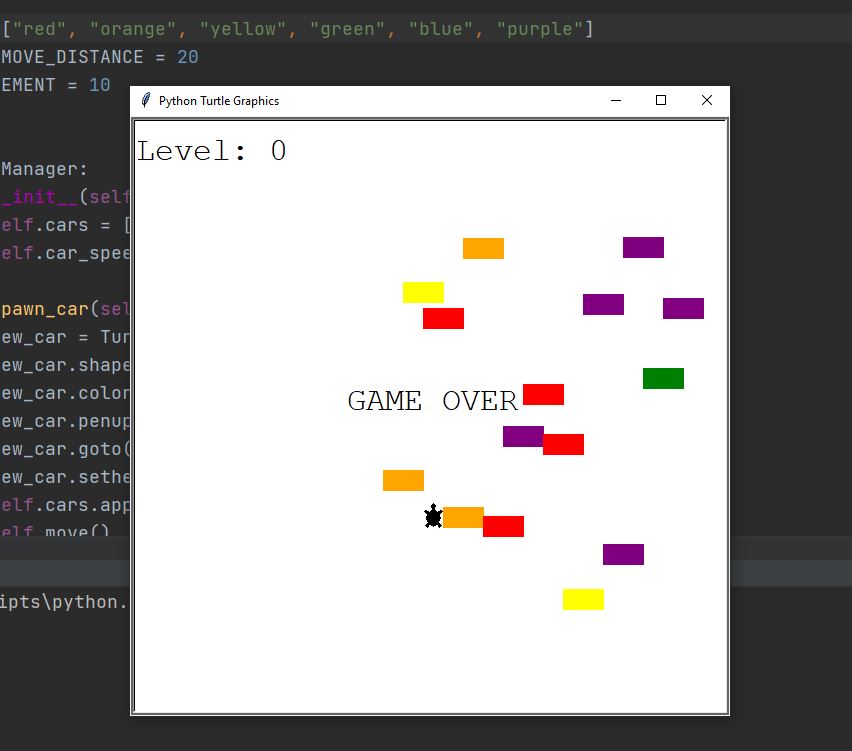 ["red", "orange", "yellow", "green", "blue", "purple"]
MOVE_DISTANCE = 20
EMENT = 10
Python Turtle Graphics
Level: 0
Manager:
_init__(self
elf.cars = [
elf.car_spee
pawn_car(sel
ew_car = Tur
ew_car.shape
ew_car.color
ew_car.penup
ew_car.goto(
ew_car.sethe
elf.cars.app
elf.move()
GAME OVER
ipts\python.